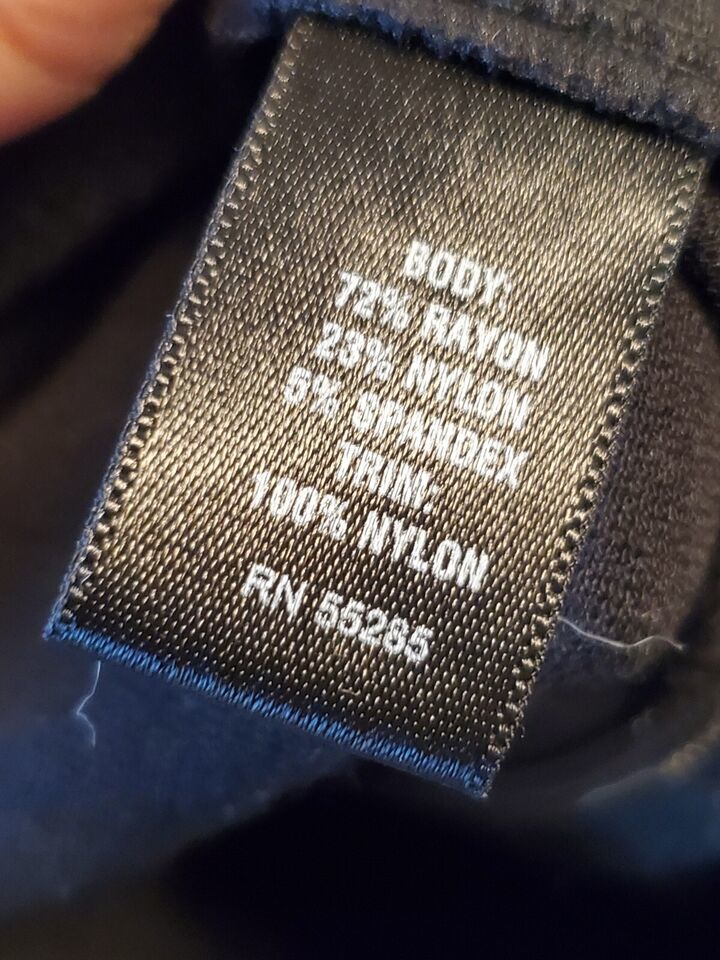 BODY:
72% RAYON
23% NYLON
5% SPANDEX
TRIM:
100% NYLON
RN 55285